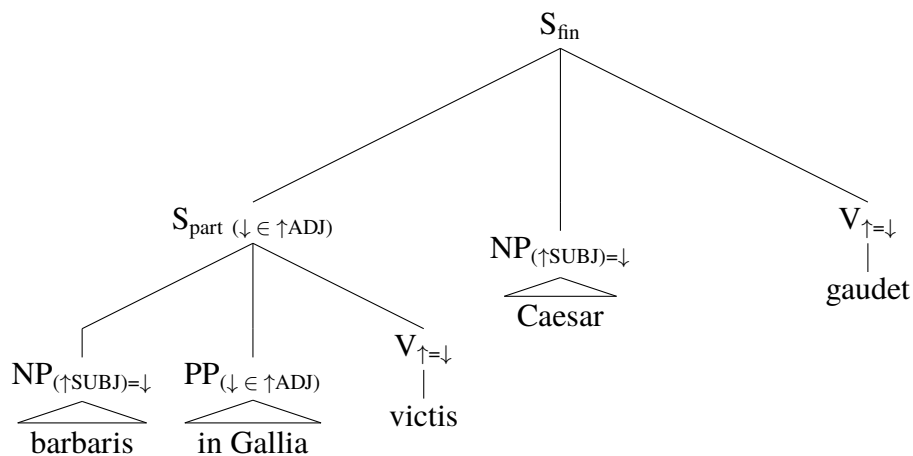 S_fin
S_part (↓ ∈ ↑ADJ)
NP_(↑SUBJ)=↓
V_↑=↓
Caesar
gaudet
NP_(↑SUBJ)=↓
PP_(↓ ∈ ↑ADJ)
V_↑=↓
barbaris
in Gallia
victis